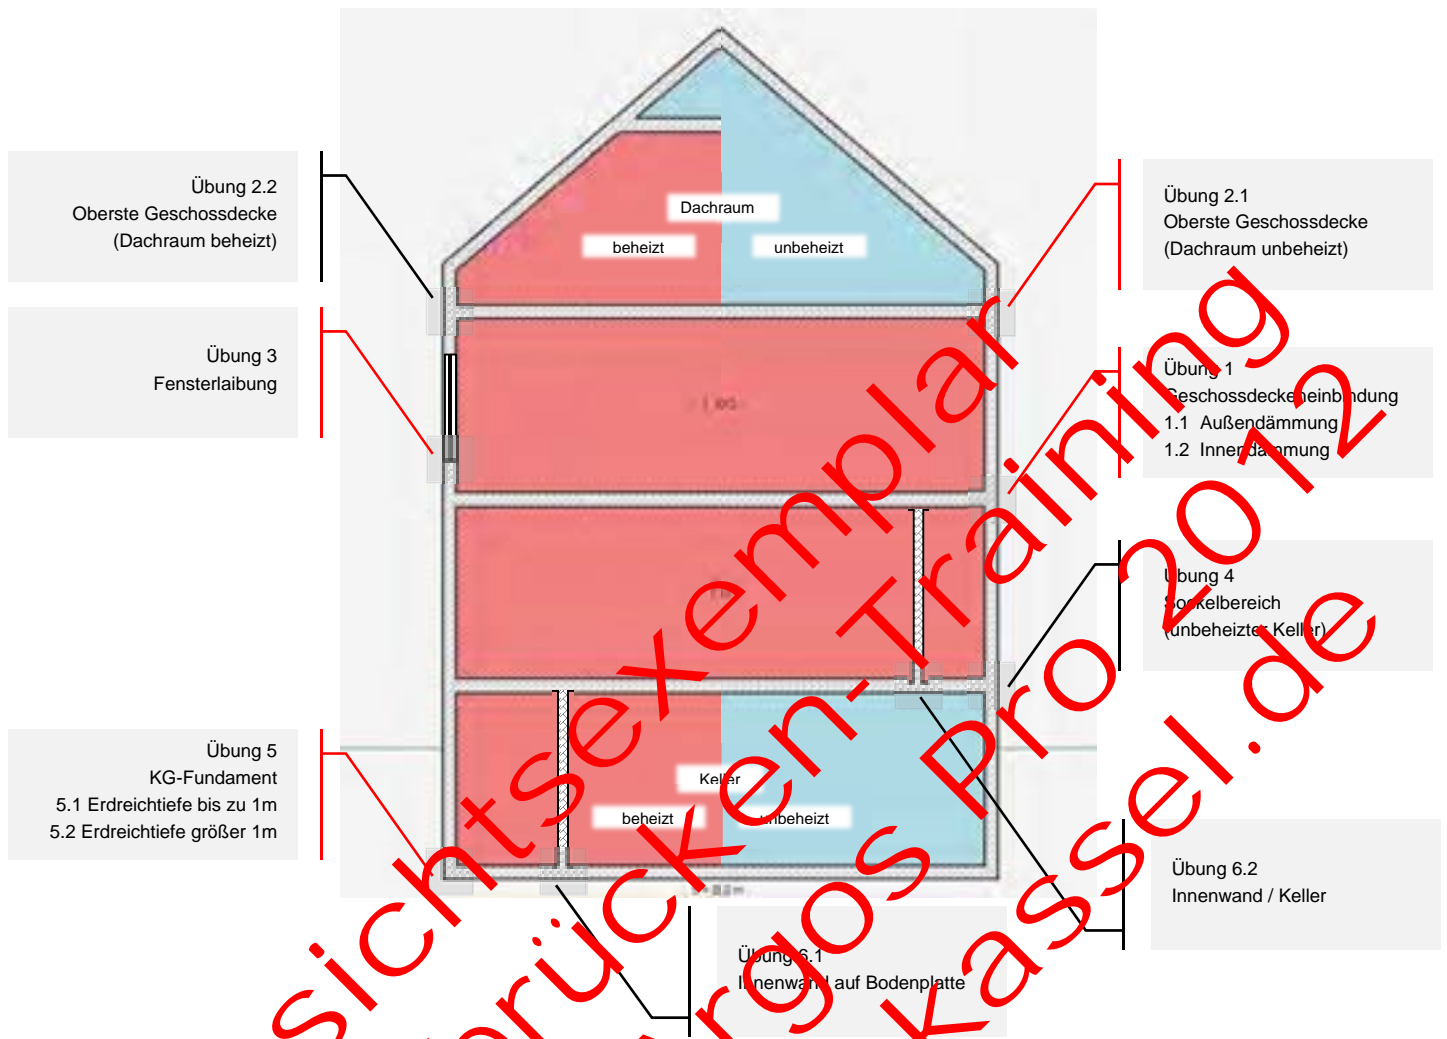 Übung 2.2
Oberste Geschossdecke
(Dachraum beheizt)
Übung 3
Fensterlaibung
Übung 5
KG-Fundament
5.1 Erdreichtiefe bis zu 1m
5.2 Erdreichtiefe größer 1m
Dachraum
beheizt
unbeheizt
Keller
beheizt
unbeheizt
Übung 2.1
Oberste Geschossdecke
(Dachraum unbeheizt)
Übung 1
Geschossdeckeneinbindung
1.1 Außendämmung
1.2 Innendämmung
Übung 4
Sockelbereich
(unbeheizter Keller)
Übung 6.2
Innenwand / Keller
Übung 6.1
Innenwand auf Bodenplatte
sichtsexemplar
brücken-Training
Argos Pro 2012
kassel.de